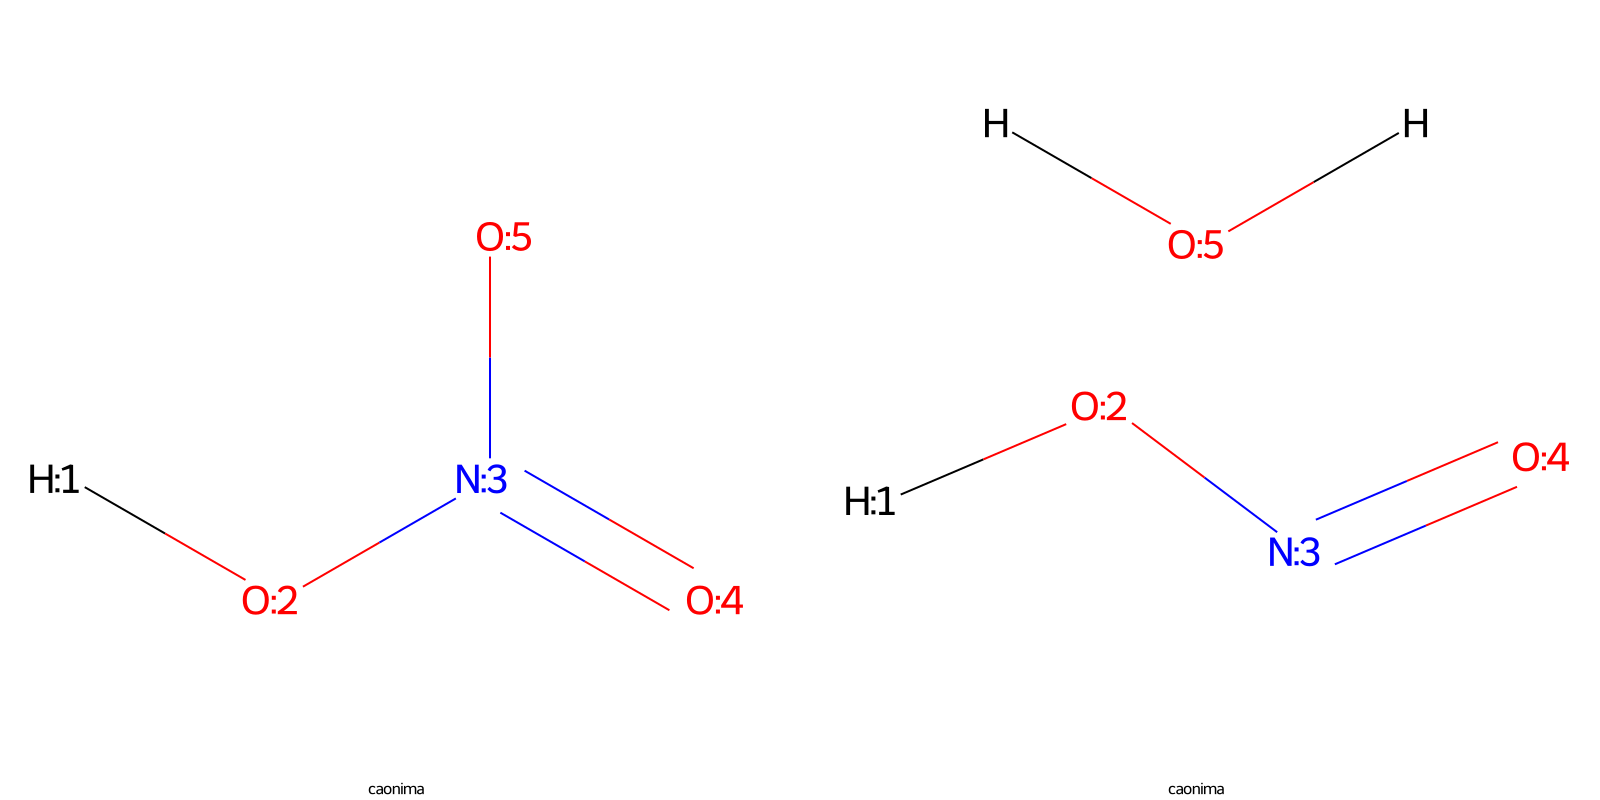 H H
O:5 O:5
O:2
O:4
H:1 N:3 H:1
N:3
O:2 O:4
caonima caonima